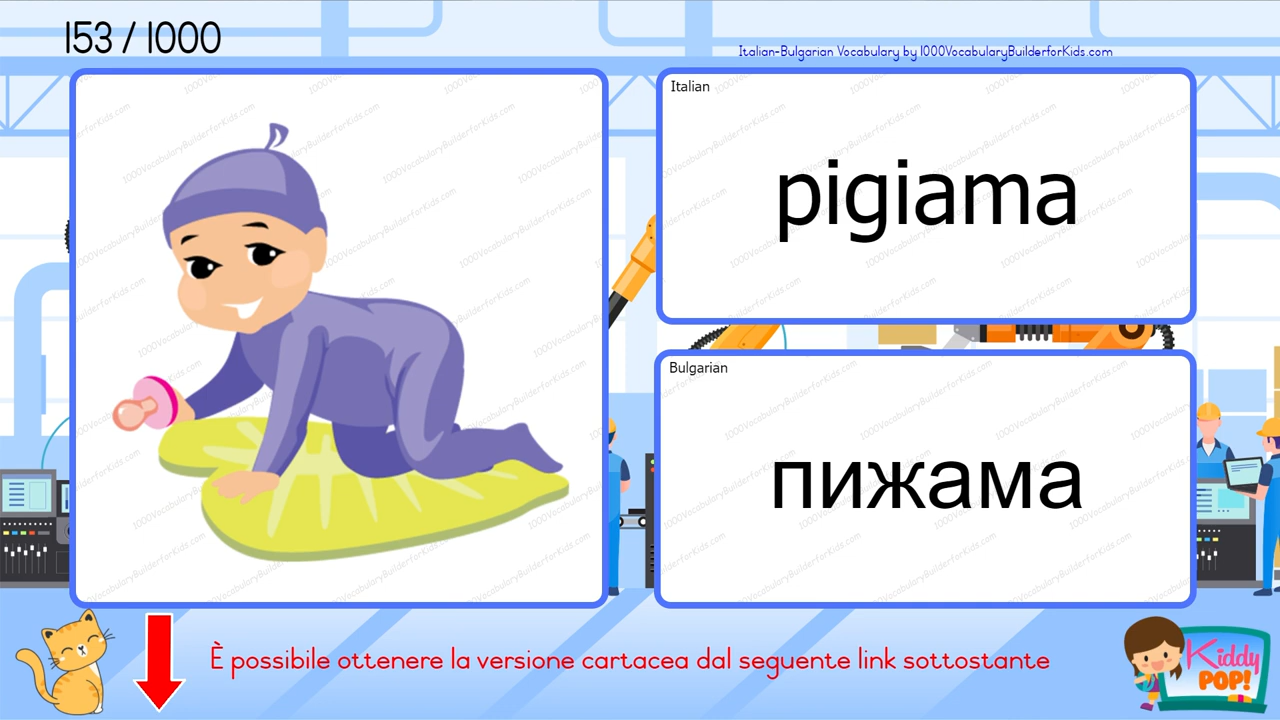 153 / 1000
Italian-Bulgarian Vocabulary by 1000VocabularyBuilderforKids.com
Italian
pigiama
Bulgarian
пижама
È possibile ottenere la versione cartacea dal seguente link sottostante
Kiddy
POP!